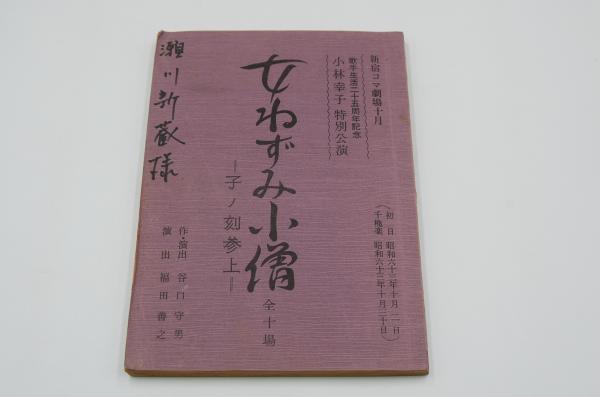 新宿コマ劇場十月
歌手生活二十五周年記念
小林幸子 特別公演
(初日 昭和六十三年十月一日
千穐楽 昭和六十三年十月三十日)
女ねずみ小僧
=子ノ刻参上=
全十場
作・演出 谷口守男
演出 福田善之
瀬川新蔵様